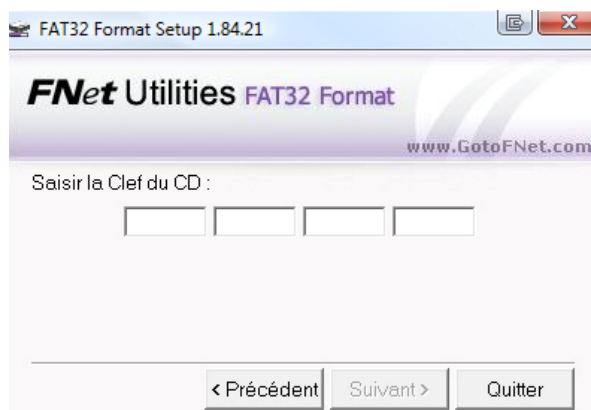 FAT32 Format Setup 1.84.21
FNet Utilities FAT32 Format
www.GotoFNet.com
Saisir la Clef du CD :
< Précédent Suivant > Quitter